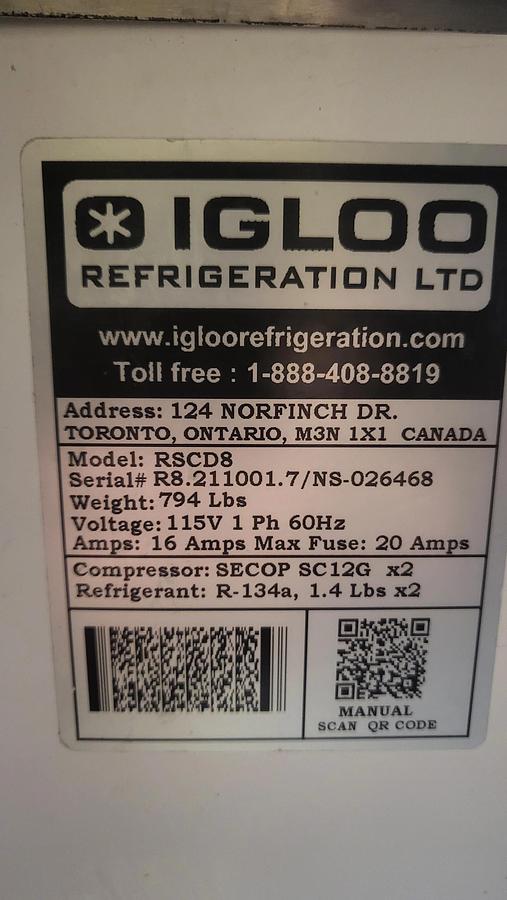 IGLOO
REFRIGERATION LTD
www.igloorefrigeration.com
Toll free : 1-888-408-8819
Address: 124 NORFINCH DR.
TORONTO, ONTARIO, M3N 1X1 CANADA
Model: RSCD8
Serial# R8.211001.7/NS-026468
Weight: 794 Lbs
Voltage: 115V 1 Ph 60Hz
Amps: 16 Amps Max Fuse: 20 Amps
Compressor: SECOP SC12G x2
Refrigerant: R-134a, 1.4 Lbs x2
MANUAL
SCAN QR CODE